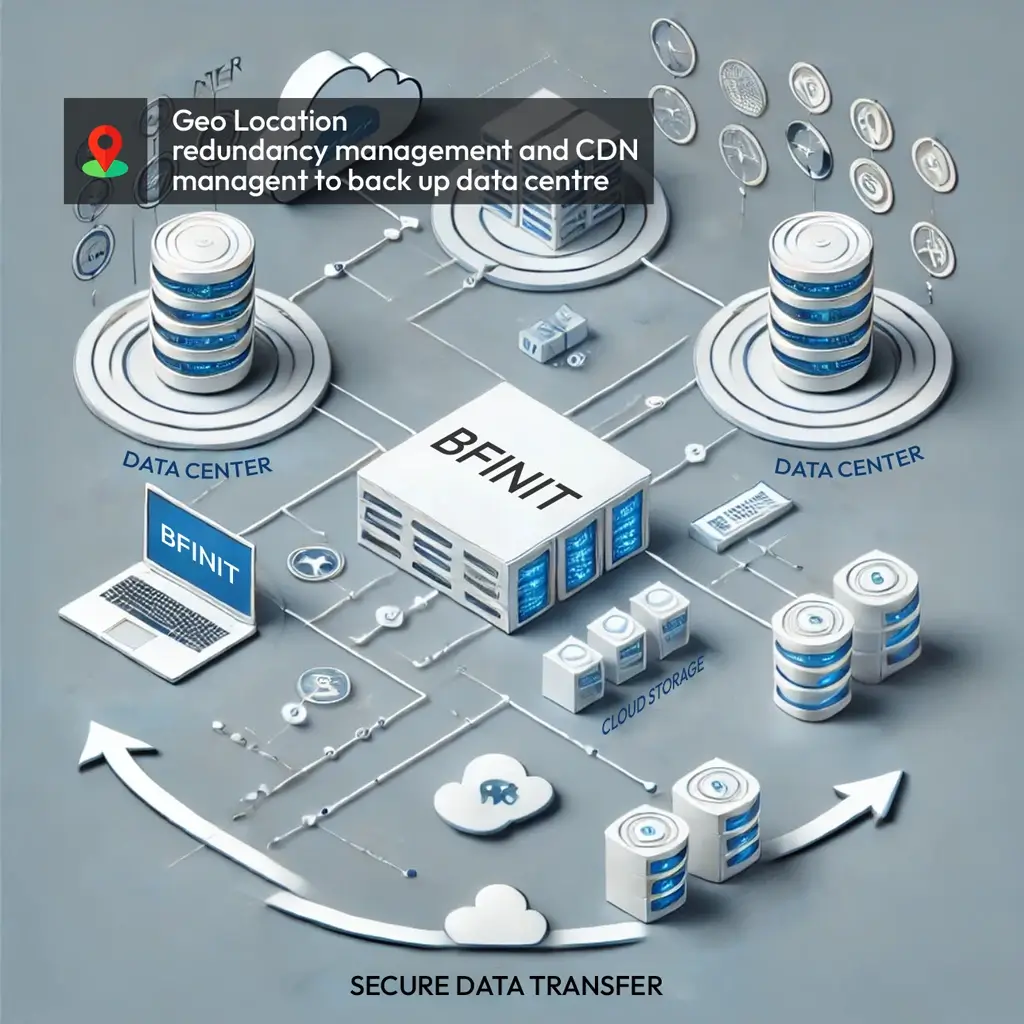 Geo Location
redundancy management and CDN
managent to back up data centre
BFINIT
DATA CENTER
DATA CENTER
BFINIT
CLOUD STORAGE
SECURE DATA TRANSFER